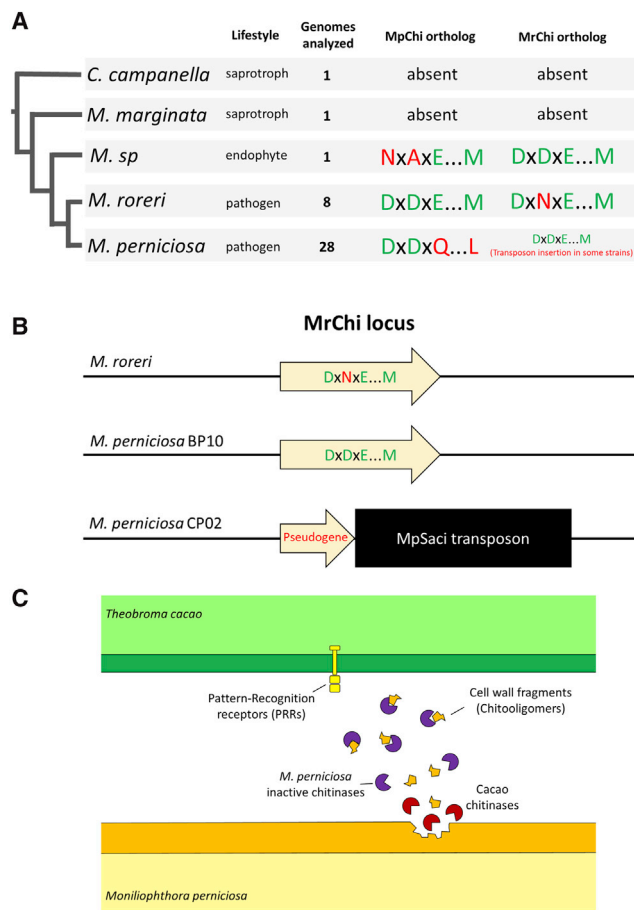 A
Lifestyle
Genomes
analyzed
MpChi ortholog
MrChi ortholog
C. campanella saprotroph 1 absent absent
M. marginata saprotroph 1 absent absent
M. sp endophyte 1 NxAxE...M DxDxE...M
M. roreri pathogen 8 DxDxE...M DxNxE...M
M. perniciosa pathogen 28 DxDxQ...L DxDxE...M
(Transposon insertion in some strains)
B
MrChi locus
M. roreri
DxNxE...M
M. perniciosa BP10
DxDxE...M
M. perniciosa CP02
Pseudogene
MpSaci transposon
C
Theobroma cacao
Pattern-Recognition
receptors (PRRs)
Cell wall fragments
(Chitooligomers)
M. perniciosa
inactive chitinases
Cacao
chitinases
Moniliophthora perniciosa